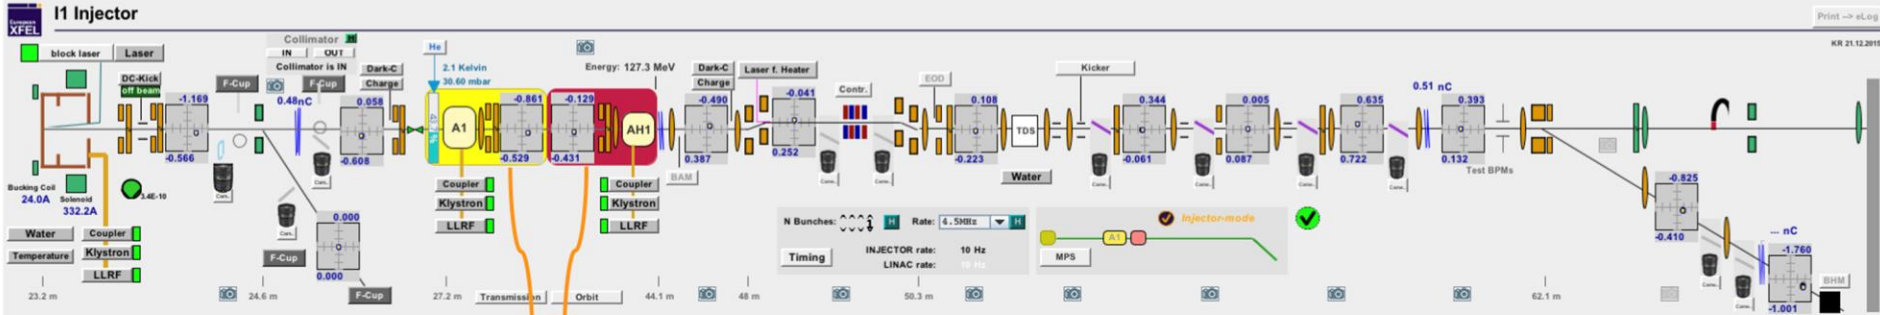 European
XFEL
I1 Injector
Print --> eLog
KR 21.12.2015
block laser
Laser
Collimator
IN OUT
Collimator is IN
DC-Kick
off beam
F-Cup
F-Cup
Dark-C
Charge
He
2.1 Kelvin
30.60 mbar
Energy: 127.3 MeV
Dark-C
Charge
Laser f. Heater
Contr.
EOD
Kicker
0.51 nC
-1.169
-0.566
0.48nC
0.058
-0.608
A1
-0.861
-0.529
-0.129
-0.431
AH1
-0.490
0.387
BAM
-0.041
0.252
0.108
-0.223
TDS
Water
0.344
-0.061
0.005
0.087
0.635
0.722
0.393
0.132
Test BPMs
Bucking Coil
24.0A
Solenoid
332.2A
3.4E-10
Water
Temperature
Coupler
Klystron
LLRF
F-Cup
0.000
0.000
F-Cup
Coupler
Klystron
LLRF
Coupler
Klystron
LLRF
Transmission
Orbit
N Bunches:
1
H
Rate:
4.5MHz
H
Timing
INJECTOR rate: 10 Hz
LINAC rate: 10 Hz
Injector-mode
A1
MPS
-0.825
-0.410
... nC
-1.760
-1.001
BHM
23.2 m
24.6 m
27.2 m
44.1 m
48 m
50.3 m
62.1 m